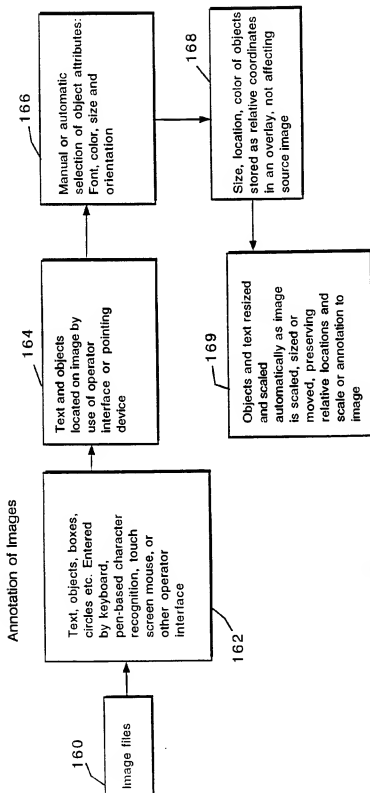 Annotation of Images
160
Image files
162
Text, objects, boxes,
circles etc. Entered
by keyboard,
pen-based character
recognition, touch
screen mouse, or
other operator
interface
164
Text and objects
located on image by
use of operator
interface or pointing
device
166
Manual or automatic
selection of object attributes:
Font, color, size and
orientation
168
Size, location, color of objects
stored as relative coordinates
In an overlay, not affecting
source image
169
Objects and text resized
and scaled
automatically as image
is scaled, sized or
moved, preserving
relative locations and
scale or annotation to
image